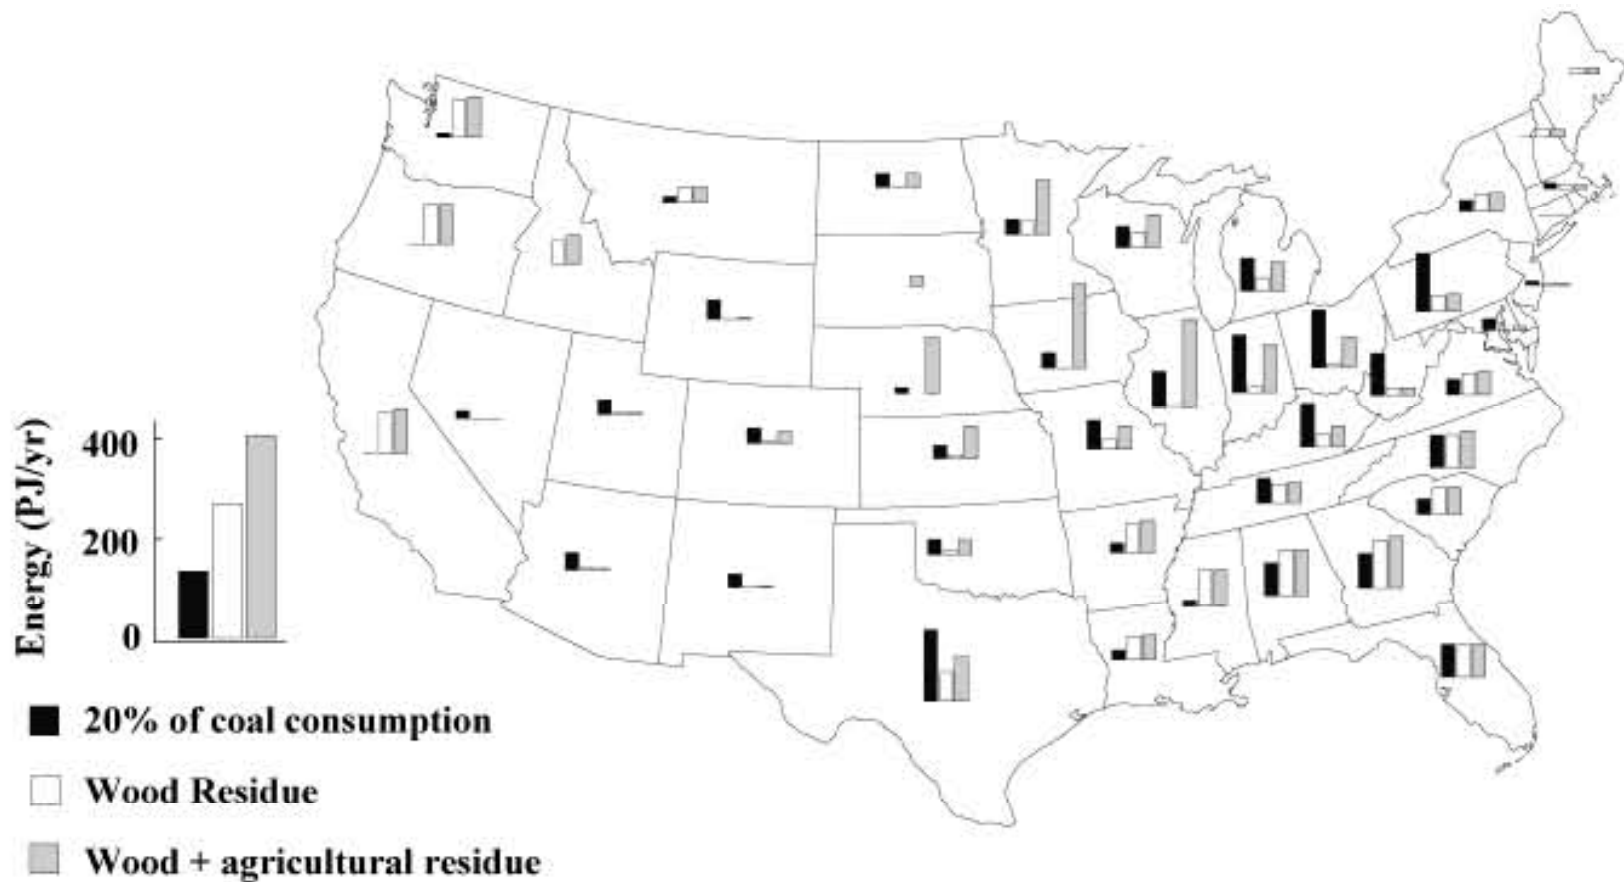 Energy (PJ/yr)
400
200
0
20% of coal consumption
Wood Residue
Wood + agricultural residue